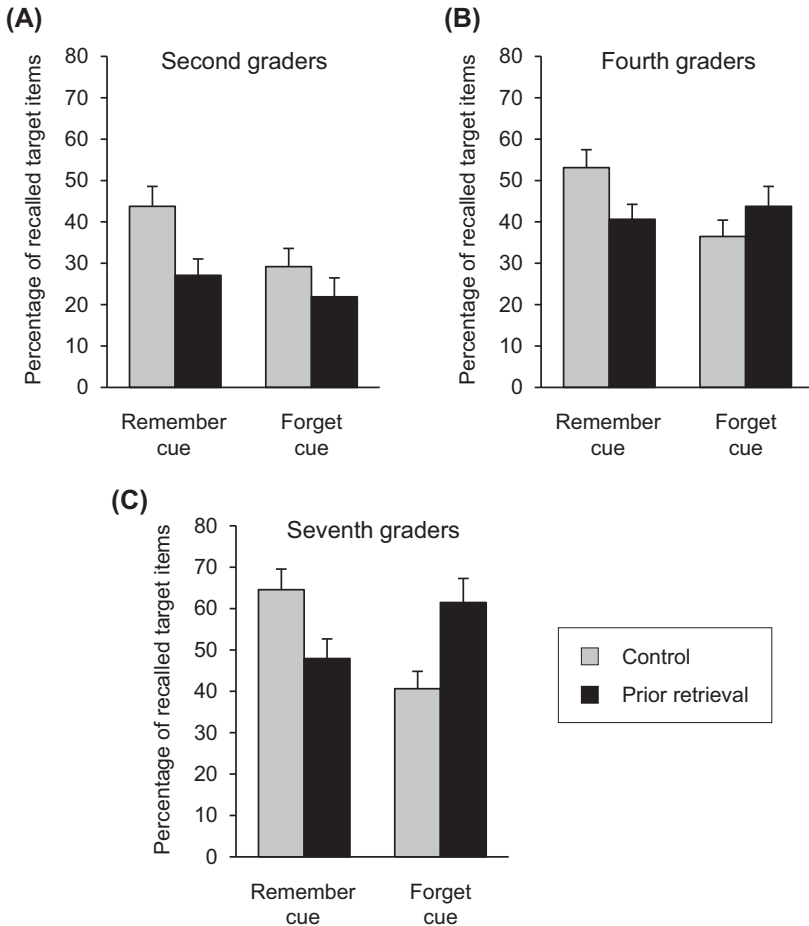 (A)
Second graders
Percentage of recalled target items
80
70
60
50
40
30
20
10
0
Remember
cue
Forget
cue
(B)
Fourth graders
Percentage of recalled target items
80
70
60
50
40
30
20
10
0
Remember
cue
Forget
cue
(C)
Seventh graders
Percentage of recalled target items
80
70
60
50
40
30
20
10
0
Remember
cue
Forget
cue
Control
Prior retrieval